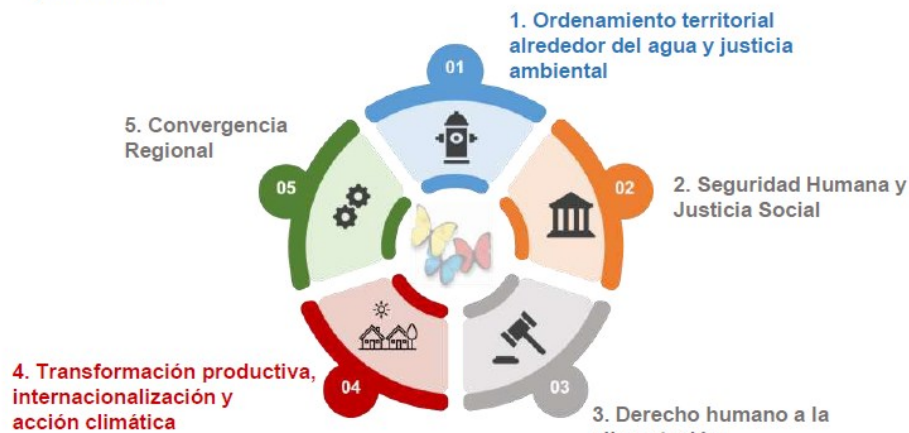 1. Ordenamiento territorial
alrededor del agua y justicia
ambiental
01
5. Convergencia
Regional
05
02
2. Seguridad Humana y
Justicia Social
4. Transformación productiva,
internacionalización y
acción climática
04
03
3. Derecho humano a la